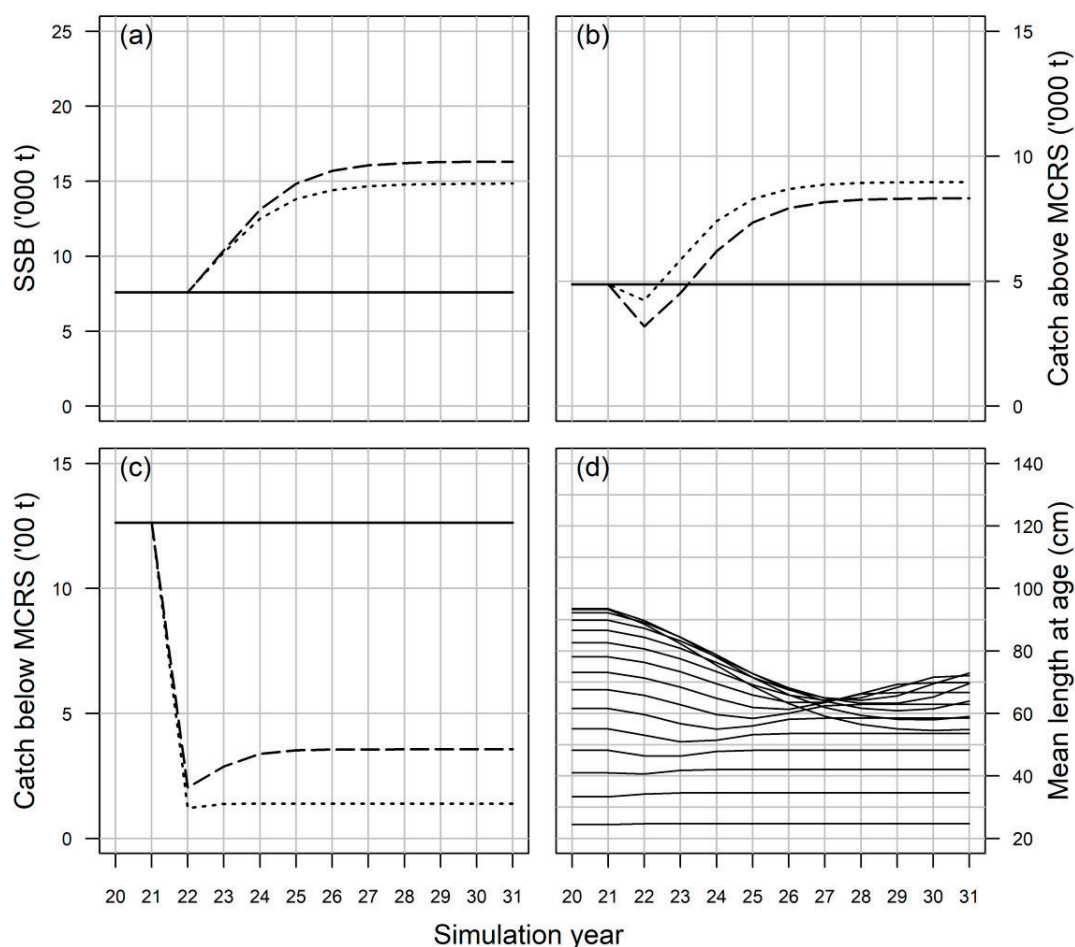 (a)
25
20
15
10
5
0
SSB ('000 t)
(b)
15
10
5
0
Catch above MCRS ('000 t)
(c)
15
10
5
0
Catch below MCRS ('00 t)
(d)
140
120
100
80
60
40
20
Mean length at age (cm)
20 21 22 23 24 25 26 27 28 29 30 31
20 21 22 23 24 25 26 27 28 29 30 31
Simulation year